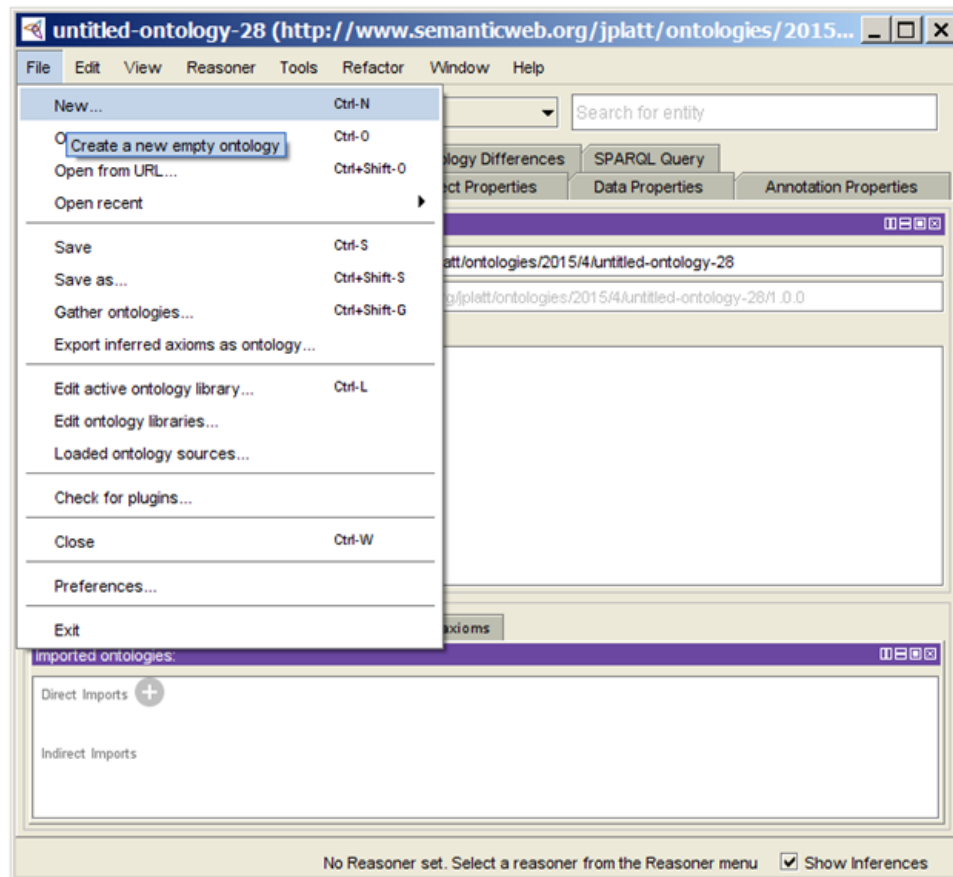 untitled-ontology-28 (http://www.semanticweb.org/jplatt/ontologies/2015...
File Edit View Reasoner Tools Refactor Window Help
New... Ctrl-N
Search for entity
O Ctrl-O
Create a new empty ontology
logy Differences SPARQL Query
Open from URL... Ctrl+Shift-O
ect Properties Data Properties Annotation Properties
Open recent
Save Ctrl-S
att/ontologies/2015/4/untitled-ontology-28
Save as... Ctrl+Shift-S
g/jplatt/ontologies/2015/4/untitled-ontology-28/1.0.0
Gather ontologies... Ctrl+Shift-G
Export inferred axioms as ontology...
Edit active ontology library... Ctrl-L
Edit ontology libraries...
Loaded ontology sources...
Check for plugins...
Close Ctrl-W
Preferences...
Exit
axioms
Imported ontologies:
Direct Imports
Indirect Imports
No Reasoner set. Select a reasoner from the Reasoner menu Show Inferences